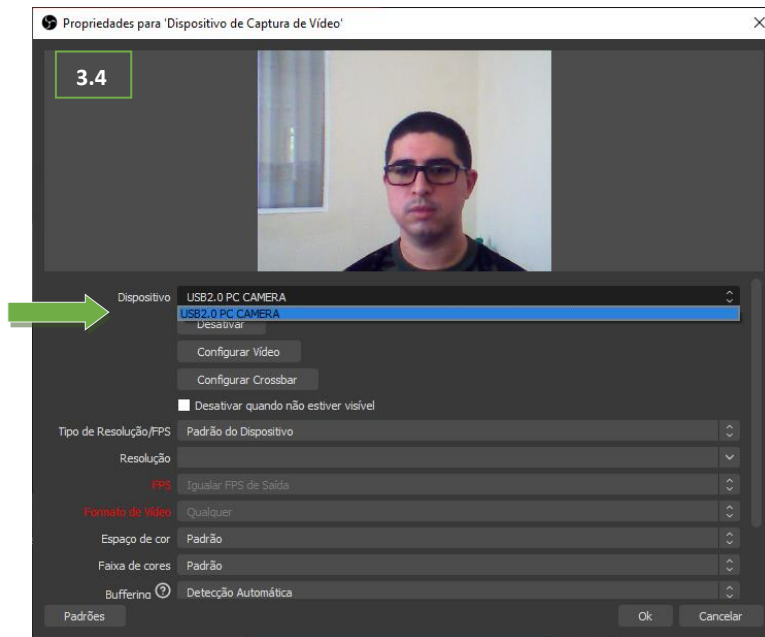 Propriedades para 'Dispositivo de Captura de Vídeo'
3.4
Dispositivo USB2.0 PC CAMERA
USB2.0 PC CAMERA
Desativar
Configurar Vídeo
Configurar Crossbar
Desativar quando não estiver visível
Tipo de Resolução/FPS Padrão do Dispositivo
Resolução
FPS Igualar FPS de Saída
Formato de Vídeo Qualquer
Espaço de cor Padrão
Faixa de cores Padrão
Buffering ? Detecção Automática
Padrões Ok Cancelar